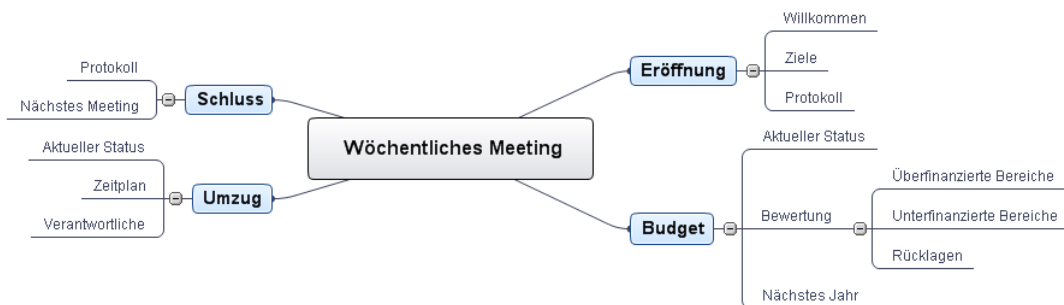 Wöchentliches Meeting
Eröffnung
Willkommen
Ziele
Protokoll
Budget
Aktueller Status
Bewertung
Überfinanzierte Bereiche
Unterfinanzierte Bereiche
Rücklagen
Nächstes Jahr
Umzug
Aktueller Status
Zeitplan
Verantwortliche
Schluss
Protokoll
Nächstes Meeting